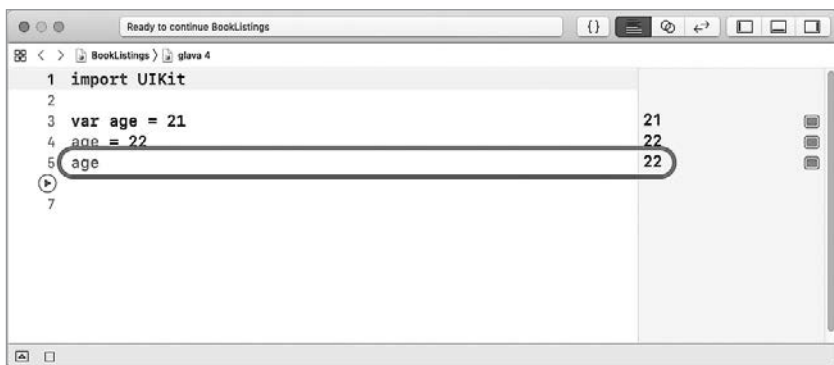 Ready to continue BookListings
{}
BookListings 〉 glava 4
1 import UIKit
2
3 var age = 21 21
4 age = 22 22
5 age 22
7